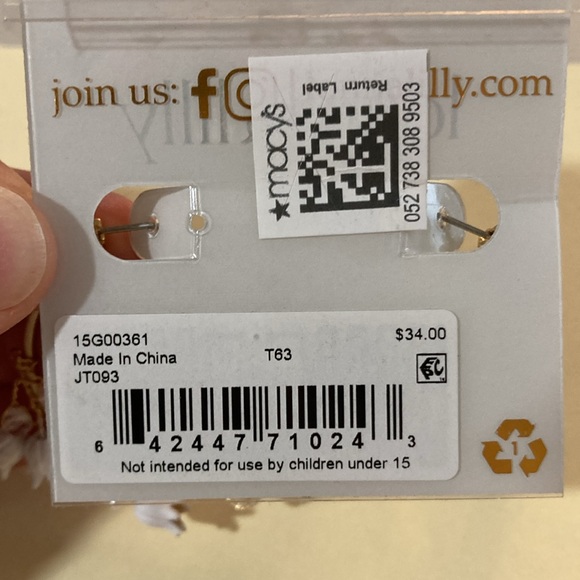 join us: lly.com
★macy's
Return Label
052 738 308 9503
15G00361
Made In China
JT093
T63
$34.00
6 42447 71024 3
Not intended for use by children under 15
1